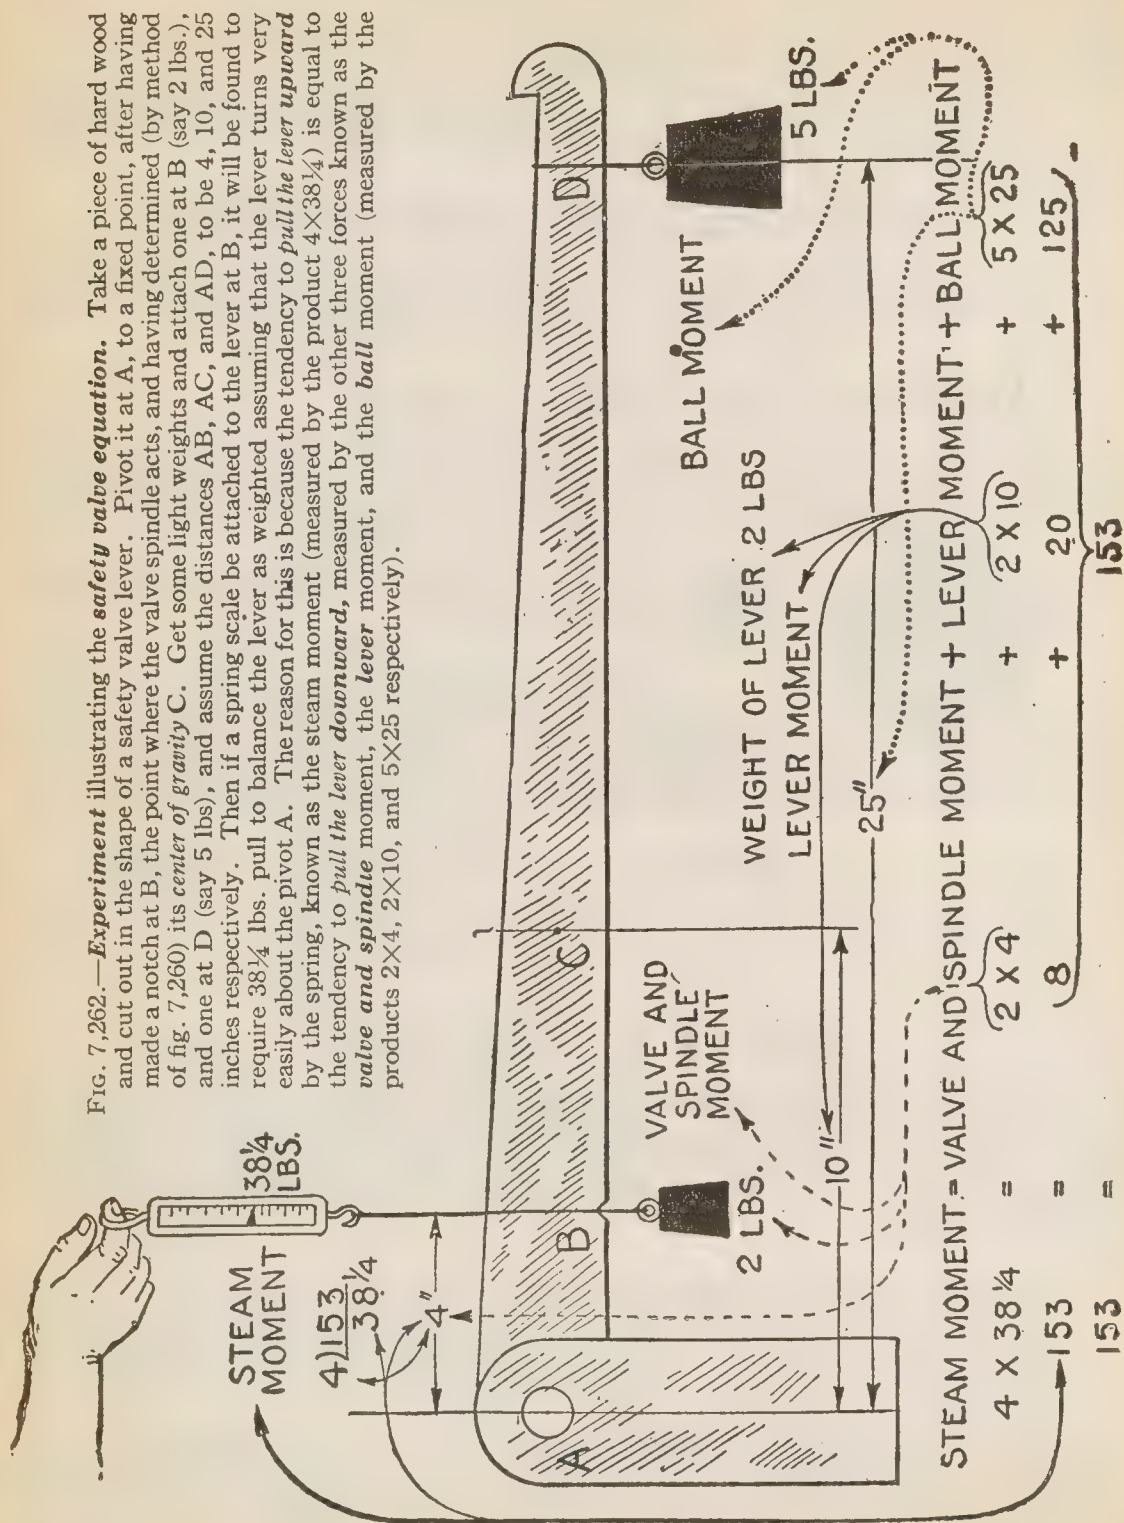 FIG. 7,262.—Experiment illustrating the safety valve equation. Take a piece of hard wood
and cut out in the shape of a safety valve lever. Pivot it at A, to a fixed point, after having
made a notch at B, the point where the valve spindle acts, and having determined (by method
of fig. 7,260) its center of gravity C. Get some light weights and attach one at B (say 2 lbs.),
and one at D (say 5 lbs), and assume the distances AB, AC, and AD, to be 4, 10, and 25
inches respectively. Then if a spring scale be attached to the lever at B, it will be found to
require 38¼ lbs. pull to balance the lever as weighted assuming that the lever turns very
easily about the pivot A. The reason for this is because the tendency to pull the lever upward
by the spring, known as the steam moment (measured by the product 4×38¼) is equal to
the tendency to pull the lever downward, measured by the other three forces known as the
valve and spindle moment, the lever moment, and the ball moment (measured by the
products 2×4, 2×10, and 5×25 respectively).
38¼
LBS.
STEAM
MOMENT
4)153
38¼
4"
A
B
C
D
2 LBS.
VALVE AND
SPINDLE
MOMENT
5 LBS.
BALL MOMENT
WEIGHT OF LEVER 2 LBS
LEVER MOMENT
10"
25"
STEAM MOMENT = VALVE AND SPINDLE MOMENT + LEVER MOMENT + BALL MOMENT
4 X 38¼ = 2 X 4 + 2 X 10 + 5 X 25
153 = 8 + 20 + 125
153 = 153